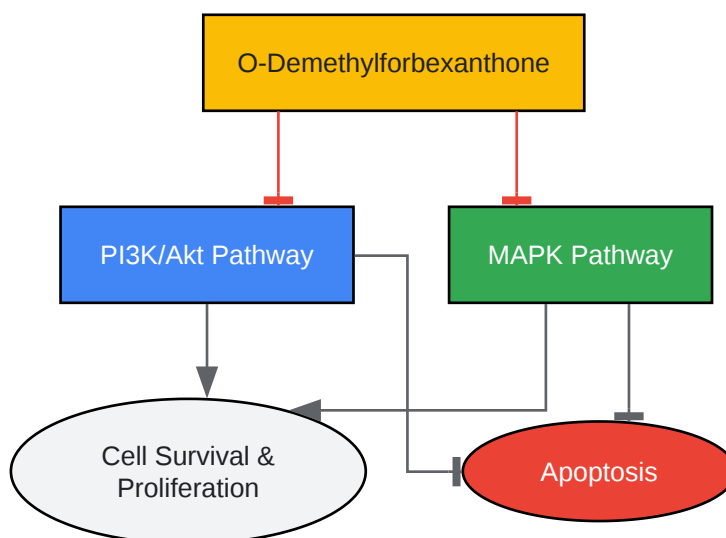 O-Demethylforbexanthone
PI3K/Akt Pathway
MAPK Pathway
Cell Survival &
Proliferation
Apoptosis